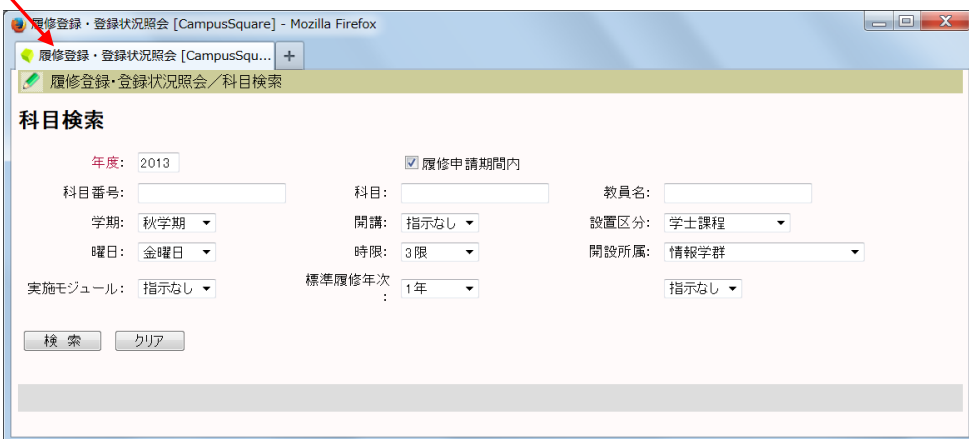 履修登録・登録状況照会 [CampusSquare] - Mozilla Firefox
履修登録・登録状況照会 [CampusSqu... +
履修登録・登録状況照会／科目検索
科目検索
年度: 2013 履修申請期間内
科目番号: 科目: 教員名:
学期: 秋学期 開講: 指示なし 設置区分: 学士課程
曜日: 金曜日 時限: 3限 開設所属: 情報学群
実施モジュール: 指示なし 標準履修年次: 1年 指示なし
検 索 クリア